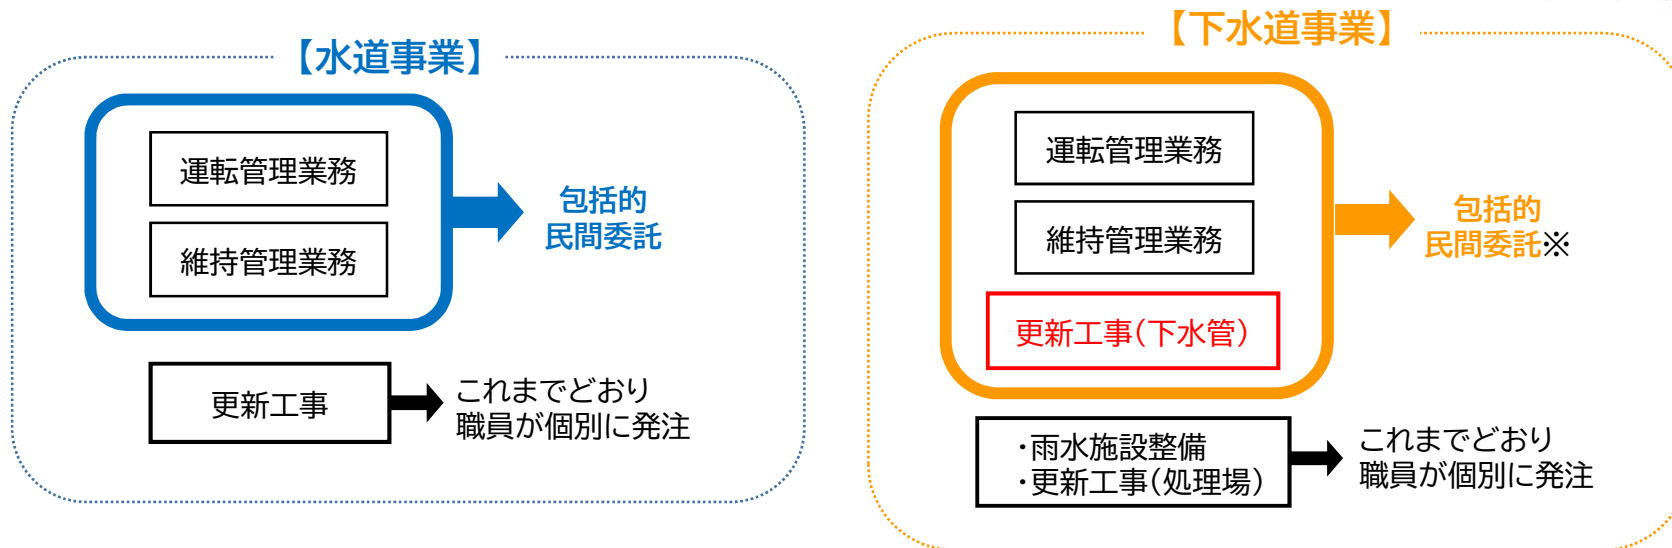 【水道事業】
運転管理業務
維持管理業務
包括的
民間委託
更新工事
これまでどおり
職員が個別に発注
【下水道事業】
運転管理業務
維持管理業務
更新工事(下水管)
包括的
民間委託※
・雨水施設整備
・更新工事(処理場)
これまでどおり
職員が個別に発注